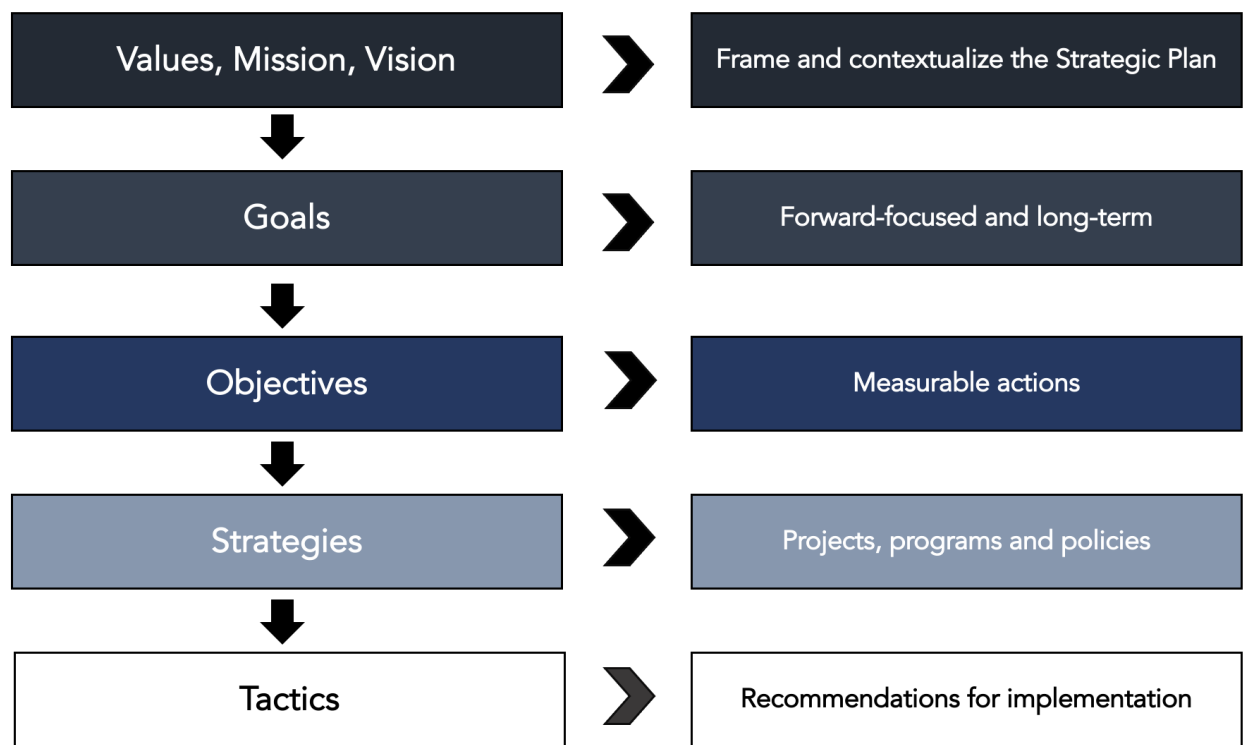 Values, Mission, Vision
Frame and contextualize the Strategic Plan
Goals
Forward-focused and long-term
Objectives
Measurable actions
Strategies
Projects, programs and policies
Tactics
Recommendations for implementation